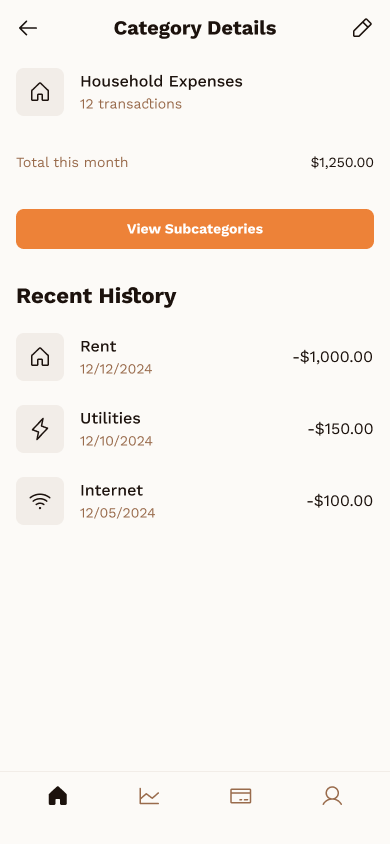 Category Details
Household Expenses
12 transactions
Total this month
$1,250.00
View Subcategories
Recent History
Rent
12/12/2024
-$1,000.00
Utilities
12/10/2024
-$150.00
Internet
12/05/2024
-$100.00